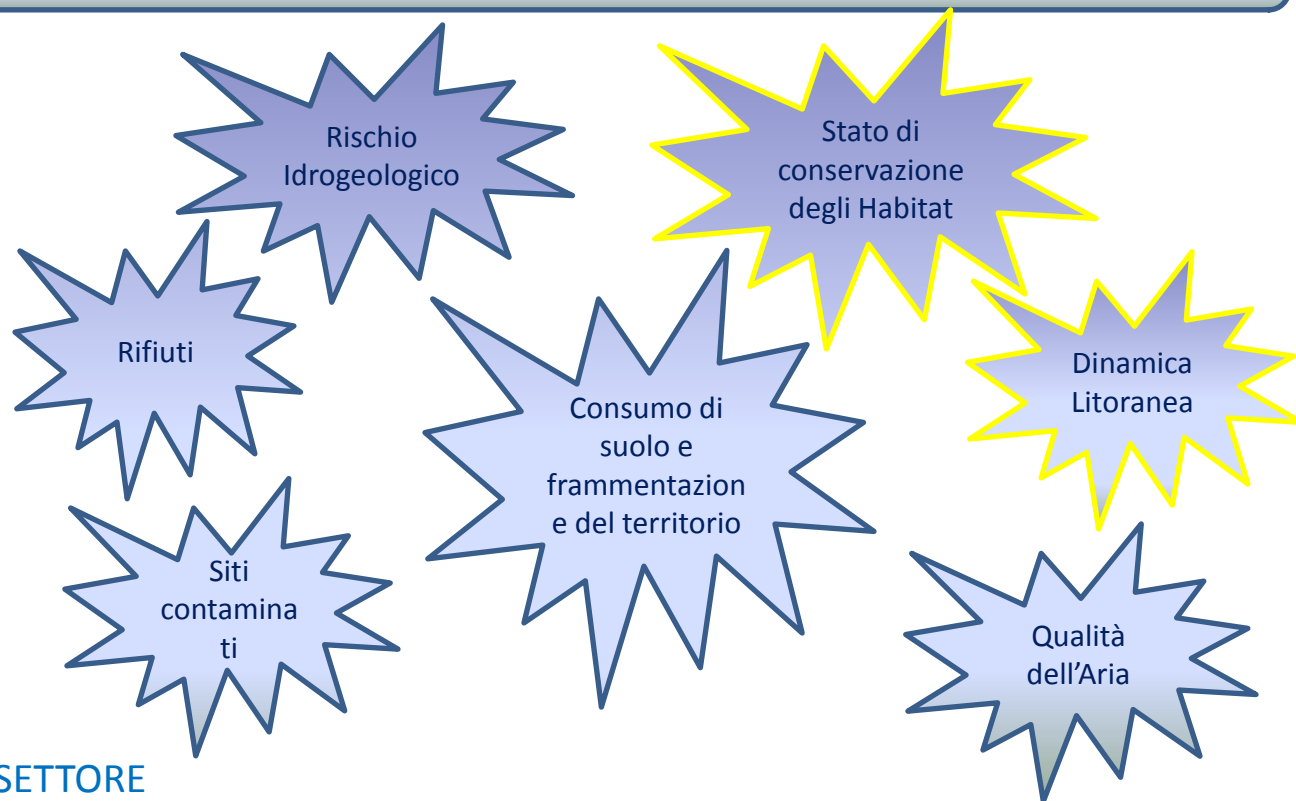 Rischio
Idrogeologico
Stato di
conservazione
degli Habitat
Rifiuti
Dinamica
Litoranea
Consumo di
suolo e
frammentazion
e del territorio
Siti
contamina
ti
Qualità
dell’Aria
SETTORE